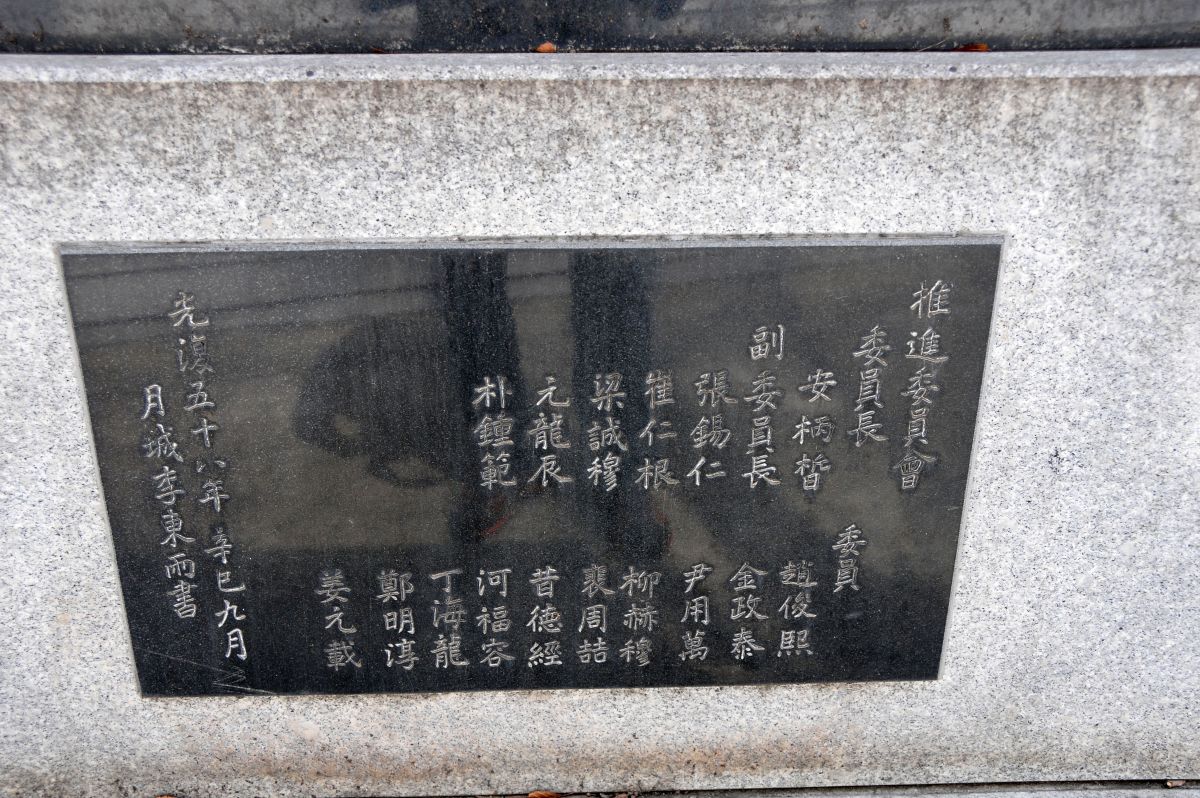 推進委員會
委員長
安柄晳
副委員長
張錫仁
崔仁根
梁誠穆
元龍辰
朴鍾範
委員
趙俊熙
金政泰
尹用萬
柳赫穆
裵周喆
昔德經
河福容
丁海龍
鄭明淳
姜元載
光復五十八年辛巳九月
月城李東雨書